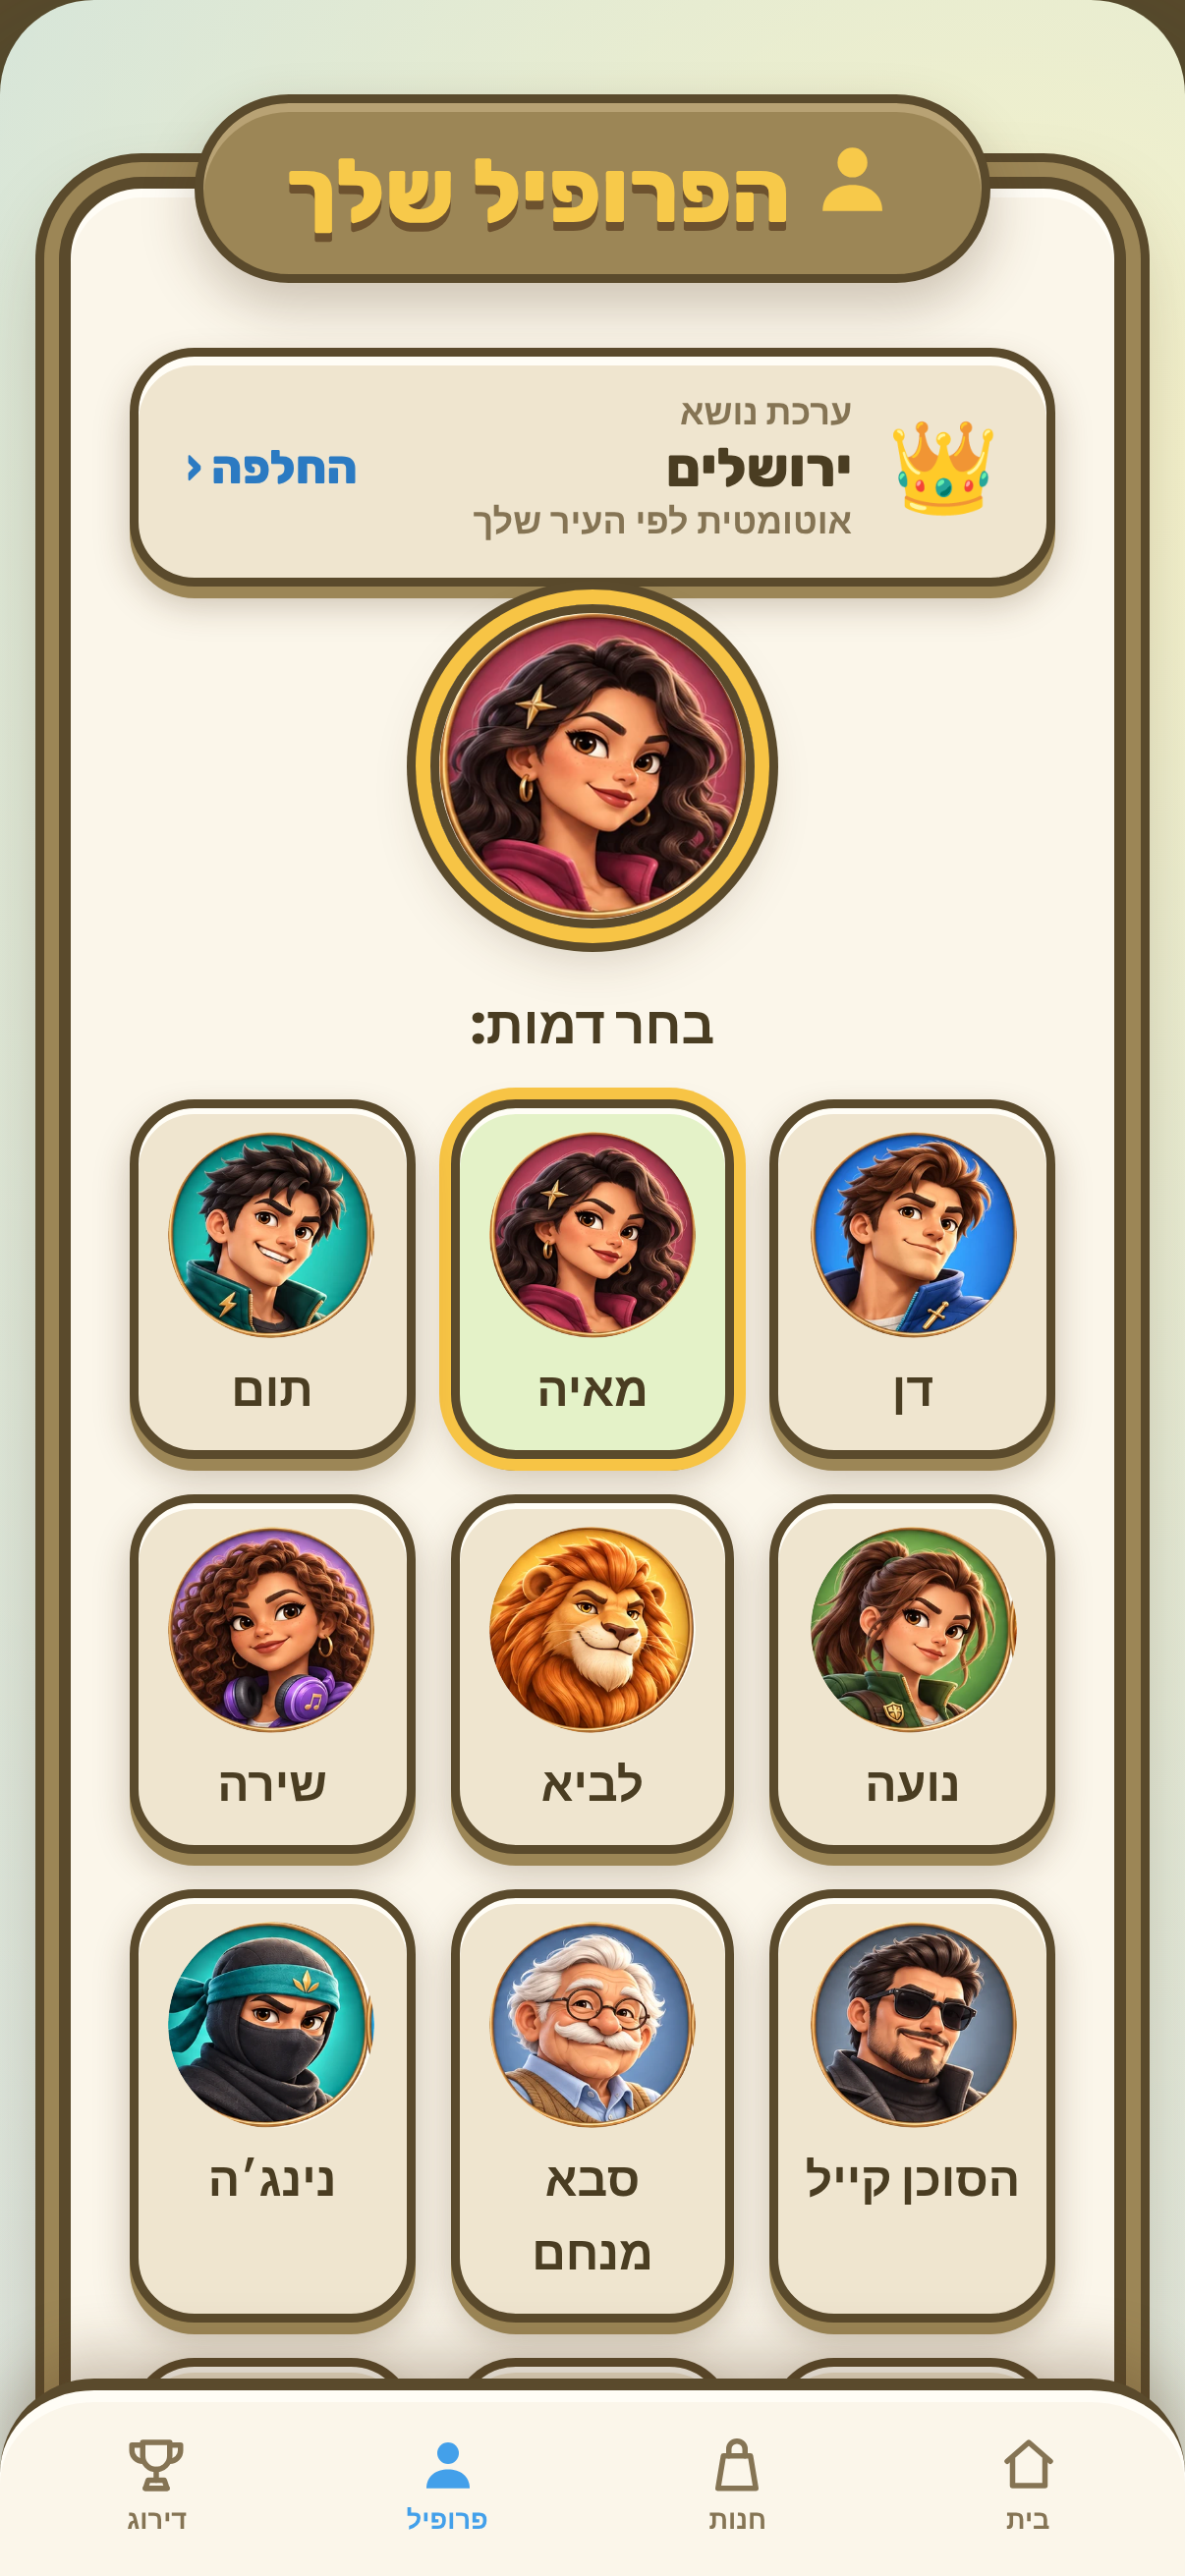 הפרופיל שלך
ערכת נושא
ירושלים
אוטומטית לפי העיר שלך
החלפה ›
בחר דמות:
דן
מאיה
תום
נועה
לביא
שירה
הסוכן קייל
סבא
מנחם
נינג׳ה
בית
חנות
פרופיל
דירוג